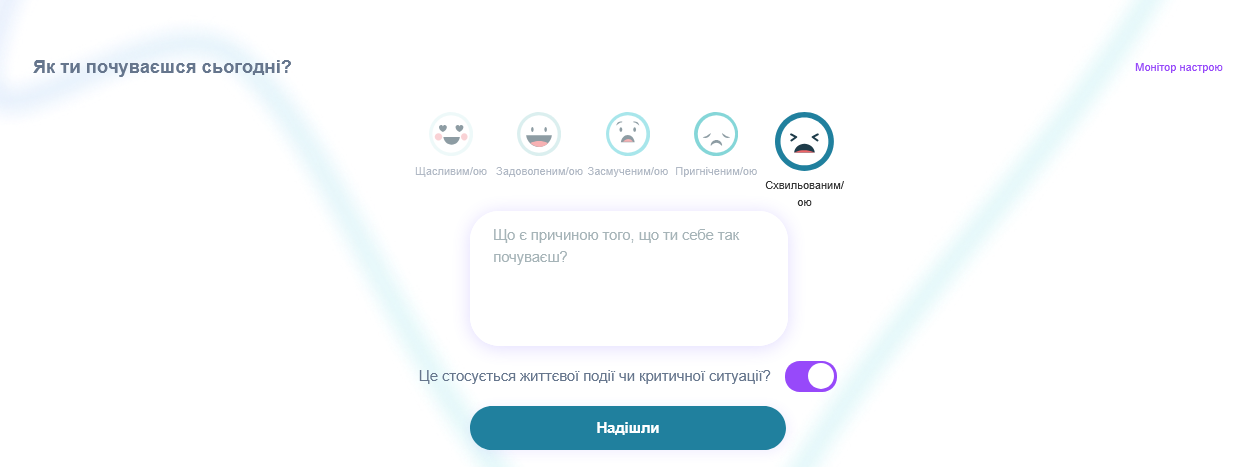 Як ти почуваєшся сьогодні?
Монітор настрою
Щасливим/ою
Задоволеним/ою
Засмученим/ою
Пригніченим/ою
Схвильованим/
ою
Що є причиною того, що ти себе так
почуваєш?
Це стосується життєвої події чи критичної ситуації?
Надішли